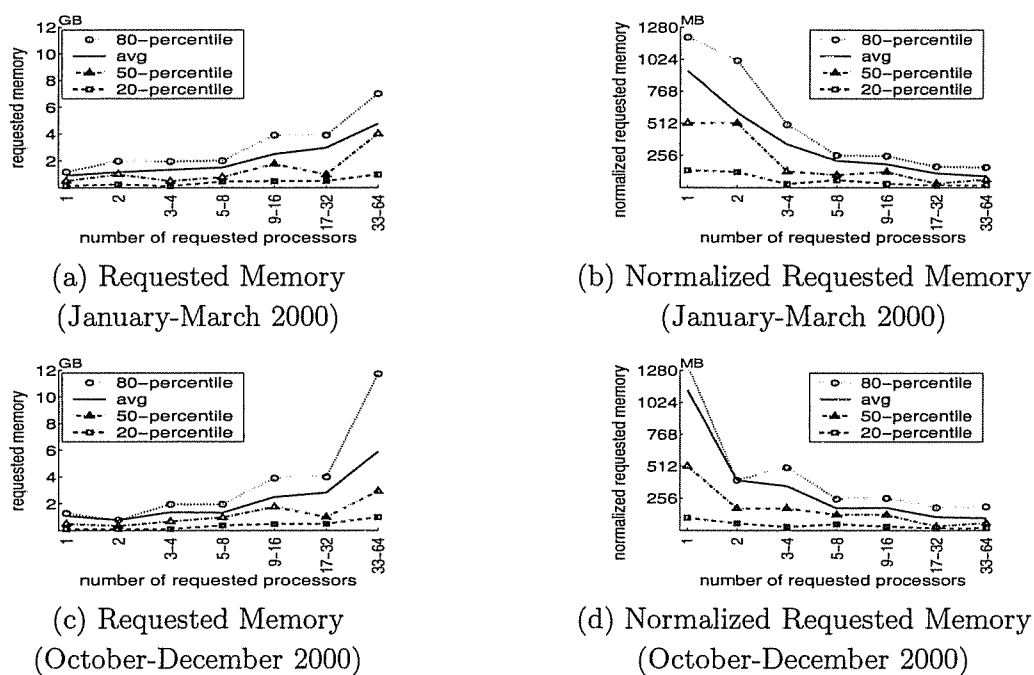 GB
12
10
8
6
4
2
requested memory
80-percentile
avg
50-percentile
20-percentile
1
2
3-4
5-8
9-16
17-32
33-64
number of requested processors
(a) Requested Memory
(January-March 2000)
MB
1280
1024
768
512
256
normalized requested memory
80-percentile
avg
50-percentile
20-percentile
1
2
3-4
5-8
9-16
17-32
33-64
number of requested processors
(b) Normalized Requested Memory
(January-March 2000)
GB
12
10
8
6
4
2
requested memory
80-percentile
avg
50-percentile
20-percentile
1
2
3-4
5-8
9-16
17-32
33-64
number of requested processors
(c) Requested Memory
(October-December 2000)
MB
1280
1024
768
512
256
normalized requested memory
80-percentile
avg
50-percentile
20-percentile
1
2
3-4
5-8
9-16
17-32
33-64
number of requested processors
(d) Normalized Requested Memory
(October-December 2000)